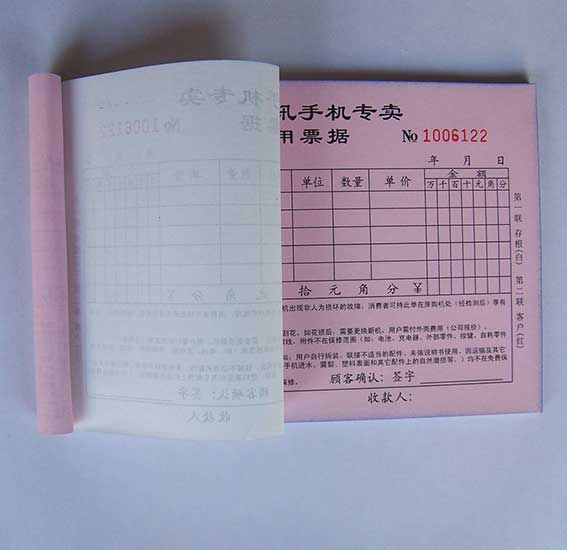 讯手机专卖
用票据 № 1006122
年 月 日
单位 数量 单价 金额
万 千 百 十 元 角 分
拾 元 角 分 ¥
第一联 存根(白) 第二联 客户(红)
机出现非人为损坏的故障，消费者可持此单在原购机处（经检测后）享有
刮花，如花损后，需要更换新机，用户需付外壳费用（公司报价）。
附件不在保修范围（如：电池、充电器、外部零件、按键、自耗零件
如：用户自行拆装，联接不适当的配件，未依说明书使用，因运输及其它
手机进水、震裂、塑料表面和其它配件上的自然磨损等，）均不在免费保
保修。 顾客确认：签字
收款人：